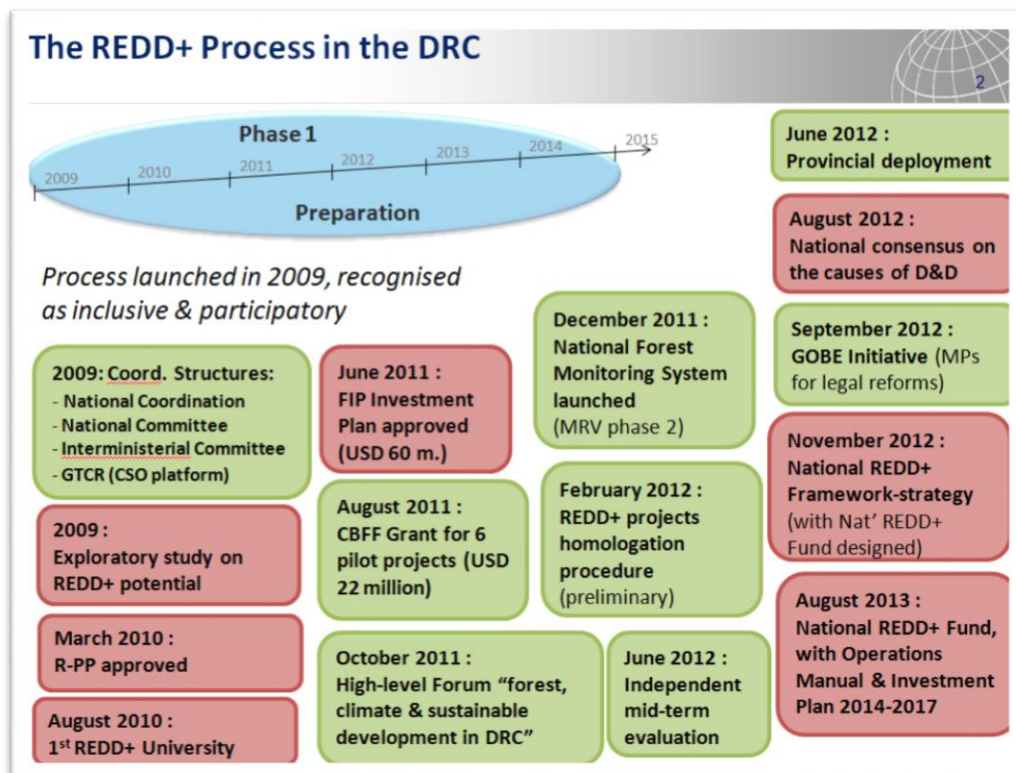 The REDD+ Process in the DRC
2
Phase 1
2009
2010
2011
2012
2013
2014
2015
Preparation
Process launched in 2009, recognised
as inclusive & participatory
2009: Coord. Structures:
- National Coordination
- National Committee
- Interministerial Committee
- GTCR (CSO platform)
2009 :
Exploratory study on
REDD+ potential
March 2010 :
R-PP approved
August 2010 :
1st REDD+ University
June 2011 :
FIP Investment
Plan approved
(USD 60 m.)
August 2011 :
CBFF Grant for 6
pilot projects (USD
22 million)
October 2011 :
High-level Forum “forest,
climate & sustainable
development in DRC”
December 2011 :
National Forest
Monitoring System
launched
(MRV phase 2)
February 2012 :
REDD+ projects
homologation
procedure
(preliminary)
June 2012 :
Independent
mid-term
evaluation
June 2012 :
Provincial deployment
August 2012 :
National consensus on
the causes of D&D
September 2012 :
GOBE Initiative (MPs
for legal reforms)
November 2012 :
National REDD+
Framework-strategy
(with Nat’ REDD+
Fund designed)
August 2013 :
National REDD+ Fund,
with Operations
Manual & Investment
Plan 2014-2017